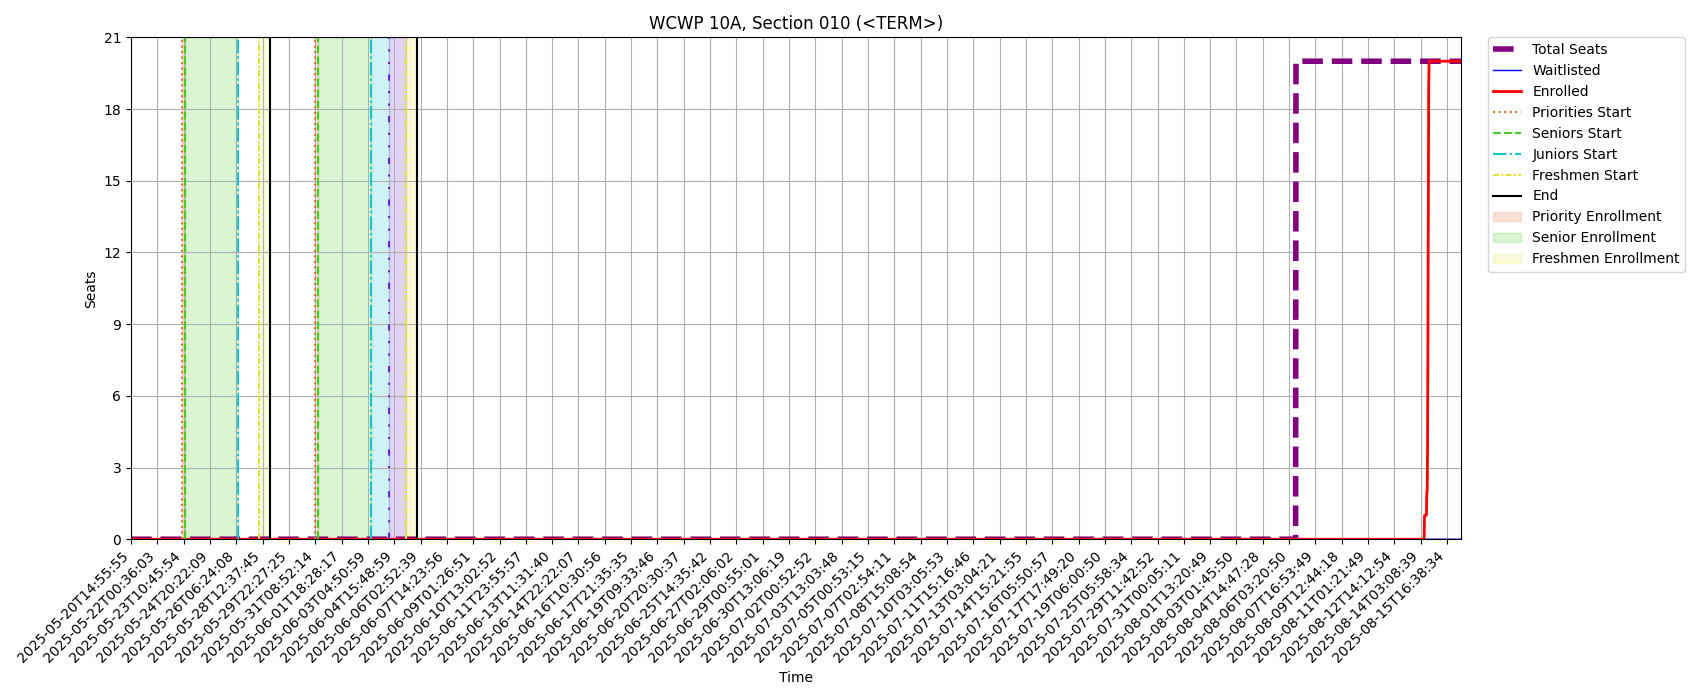 WCWP 10A, Section 010 (<TERM>)
21
18
15
12
9
6
3
0
Seats
2025-05-20T14:55:55
2025-05-22T00:36:03
2025-05-23T10:45:54
2025-05-24T20:22:09
2025-05-26T06:24:08
2025-05-28T12:37:45
2025-05-29T22:27:25
2025-05-31T08:52:14
2025-06-01T18:28:17
2025-06-03T04:50:59
2025-06-04T15:48:59
2025-06-06T02:52:39
2025-06-07T14:23:56
2025-06-09T01:26:51
2025-06-10T13:02:52
2025-06-11T23:55:57
2025-06-13T11:31:40
2025-06-14T22:22:07
2025-06-16T10:30:56
2025-06-17T21:35:35
2025-06-19T09:33:46
2025-06-20T20:30:37
2025-06-25T14:35:42
2025-06-27T02:06:02
2025-06-29T00:55:01
2025-06-30T13:06:19
2025-07-02T00:52:52
2025-07-03T13:03:48
2025-07-05T00:53:15
2025-07-07T02:54:11
2025-07-08T15:08:54
2025-07-10T03:05:53
2025-07-11T15:16:46
2025-07-13T03:04:21
2025-07-14T15:21:55
2025-07-16T05:50:57
2025-07-17T17:49:20
2025-07-19T06:00:50
2025-07-25T05:58:34
2025-07-29T11:42:52
2025-07-31T00:05:11
2025-08-01T13:20:49
2025-08-03T01:45:50
2025-08-04T14:47:28
2025-08-06T03:20:50
2025-08-07T16:53:49
2025-08-09T12:44:18
2025-08-11T01:21:49
2025-08-12T14:12:54
2025-08-14T03:08:39
2025-08-15T16:38:34
Time
Total Seats
Waitlisted
Enrolled
Priorities Start
Seniors Start
Juniors Start
Freshmen Start
End
Priority Enrollment
Senior Enrollment
Freshmen Enrollment